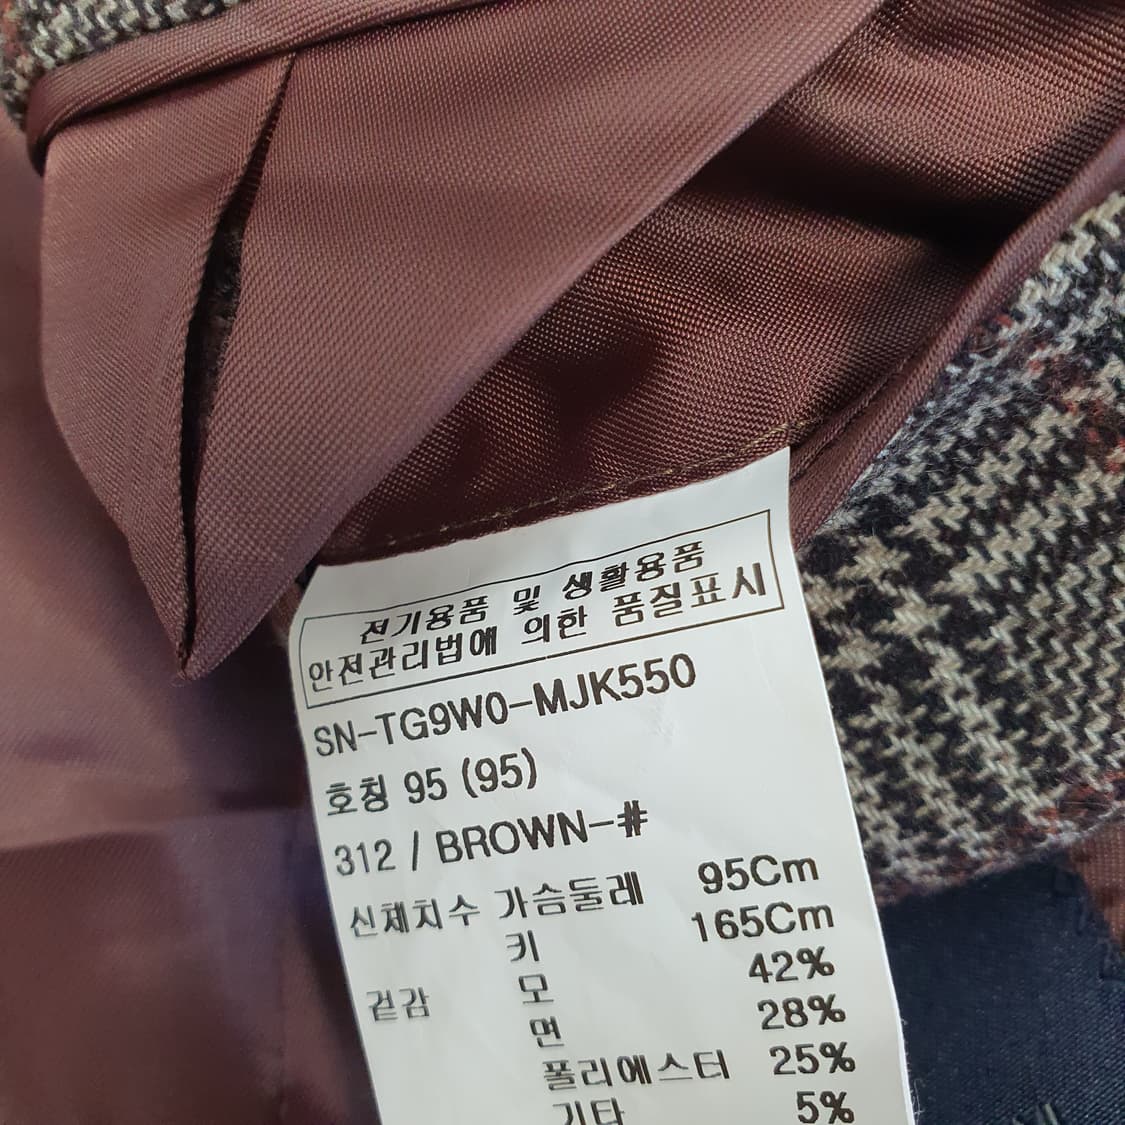 전기용품 및 생활용품
안전관리법에 의한 품질표시
SN-TG9W0-MJK550
호칭 95 (95)
312 / BROWN-#
신체치수 가슴둘레 95Cm
키 165Cm
겉감 모 42%
면 28%
폴리에스터 25%
기타 5%